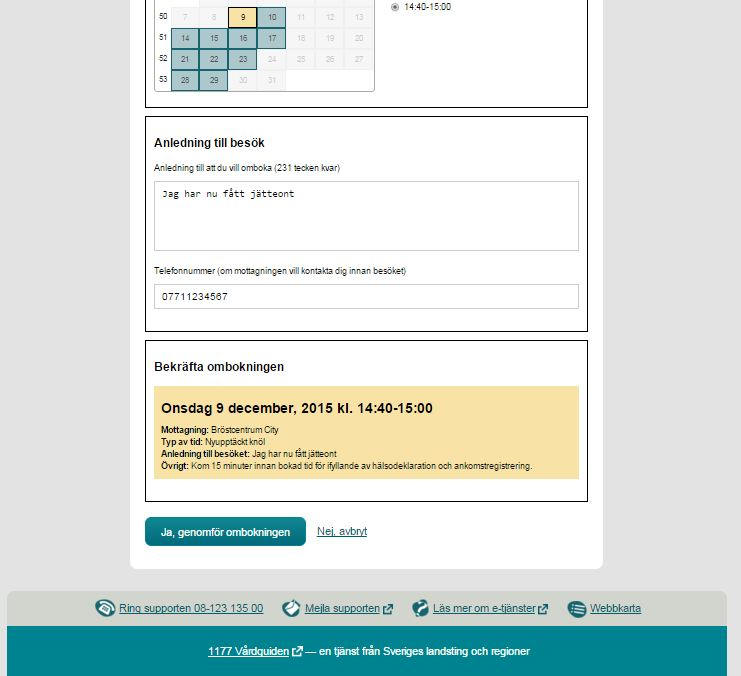 14:40-15:00
50 7 8 9 10 11 12 13
51 14 15 16 17 18 19 20
52 21 22 23 24 25 26 27
53 28 29 30 31
Anledning till besök
Anledning till att du vill omboka (231 tecken kvar)
Jag har nu fått jätteont
Telefonnummer (om mottagningen vill kontakta dig innan besöket)
07711234567
Bekräfta ombokningen
Onsdag 9 december, 2015 kl. 14:40-15:00
Mottagning: Bröstcentrum City
Typ av tid: Nyupptäckt knöl
Anledning till besöket: Jag har nu fått jätteont
Övrigt: Kom 15 minuter innan bokad tid för ifyllande av hälsodeklaration och ankomstregistrering.
Ja, genomför ombokningen Nej, avbryt
Ring supporten 08-123 135 00 Mejla supporten Läs mer om e-tjänster Webbkarta
1177 Vårdguiden — en tjänst från Sveriges landsting och regioner